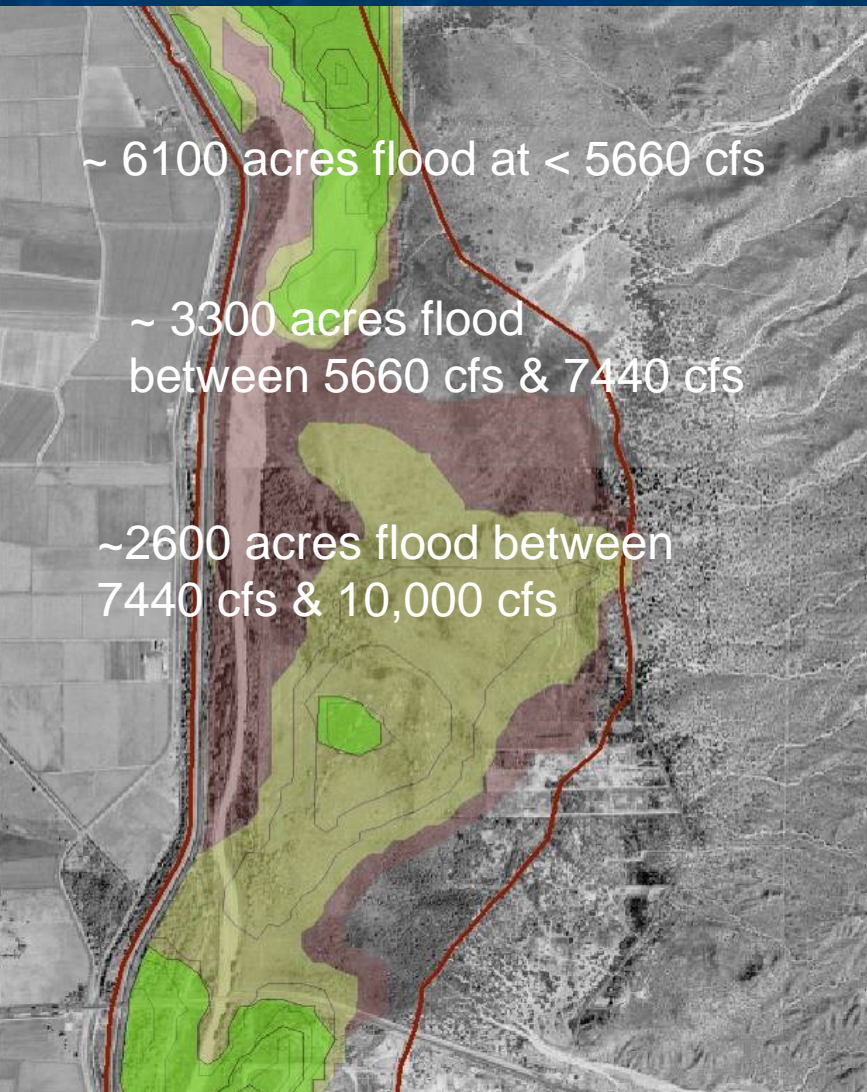 ~ 6100 acres flood at < 5660 cfs
~ 3300 acres flood
between 5660 cfs & 7440 cfs
~2600 acres flood between
7440 cfs & 10,000 cfs